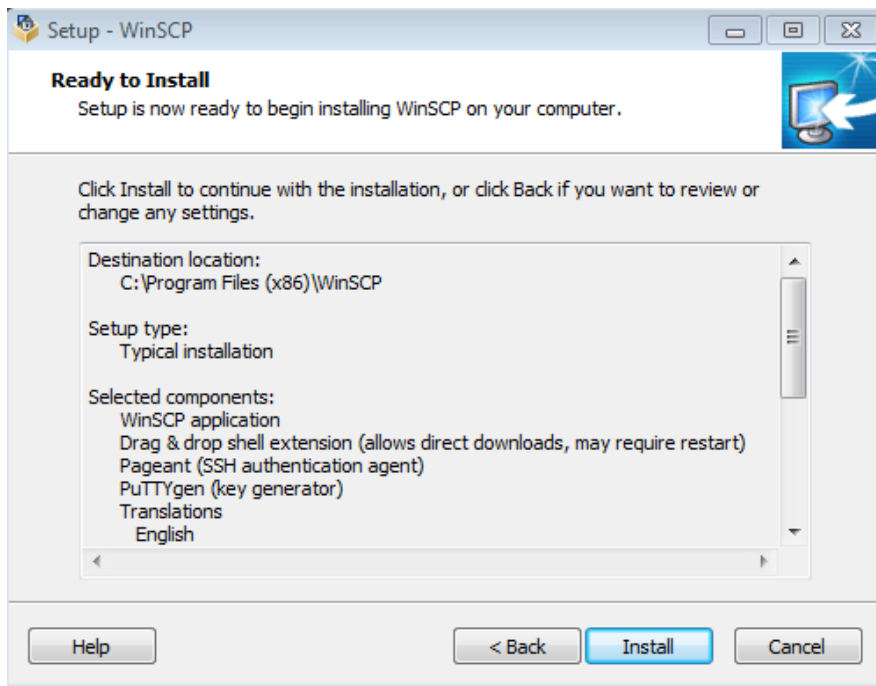 Setup - WinSCP
Ready to Install
Setup is now ready to begin installing WinSCP on your computer.
Click Install to continue with the installation, or click Back if you want to review or
change any settings.
Destination location:
C:\Program Files (x86)\WinSCP
Setup type:
Typical installation
Selected components:
WinSCP application
Drag & drop shell extension (allows direct downloads, may require restart)
Pageant (SSH authentication agent)
PuTTYgen (key generator)
Translations
English
Help < Back Install Cancel